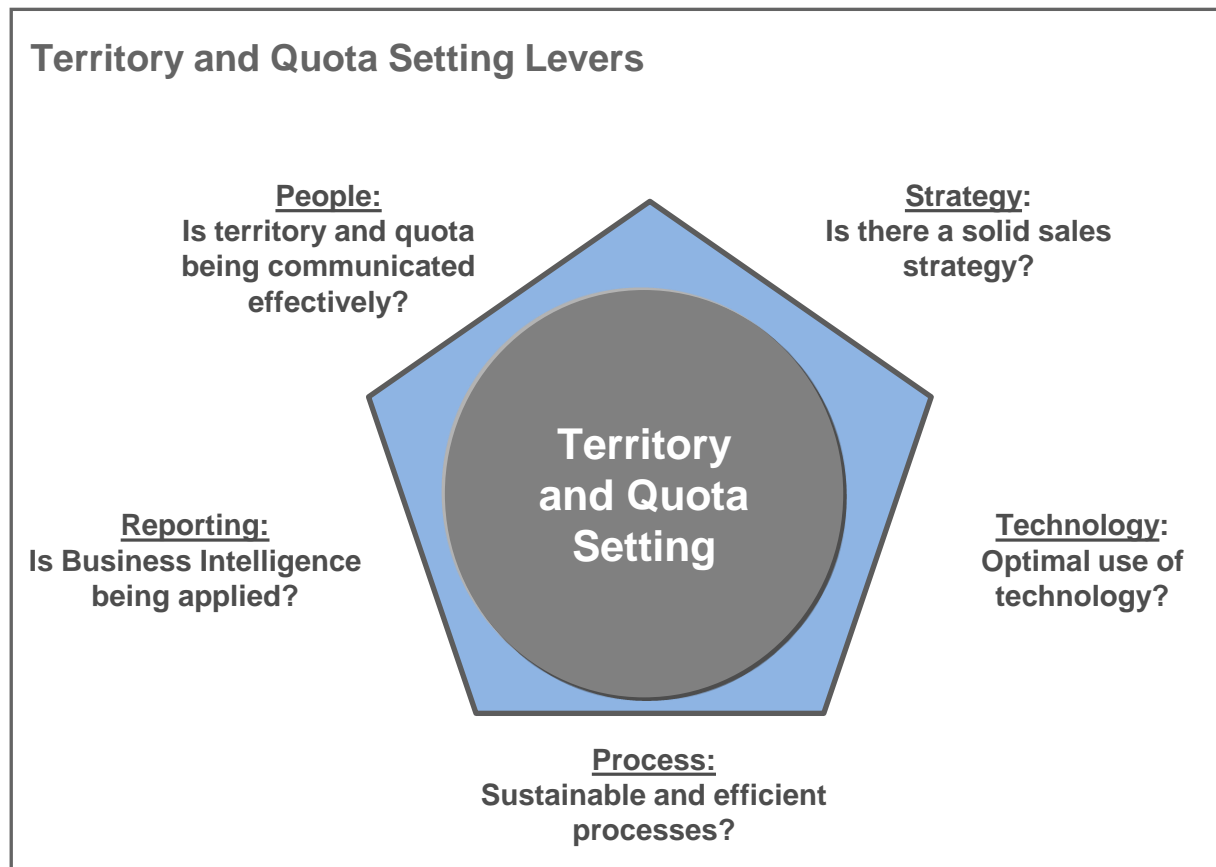 Territory and Quota Setting Levers
People:
Is territory and quota
being communicated
effectively?
Strategy:
Is there a solid sales
strategy?
Territory
and Quota
Setting
Reporting:
Is Business Intelligence
being applied?
Technology:
Optimal use of
technology?
Process:
Sustainable and efficient
processes?